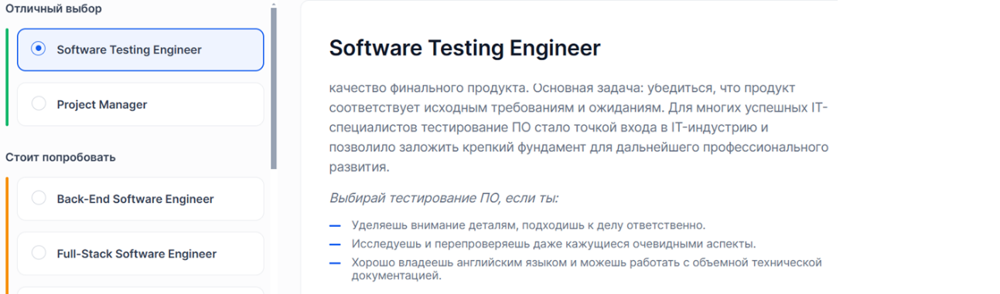 Отличный выбор
Software Testing Engineer
Project Manager
Стоит попробовать
Back-End Software Engineer
Full-Stack Software Engineer
Software Testing Engineer
качество финального продукта. Основная задача: убедиться, что продукт
соответствует исходным требованиям и ожиданиям. Для многих успешных IT-
специалистов тестирование ПО стало точкой входа в IT-индустрию и
позволило заложить крепкий фундамент для дальнейшего профессионального
развития.
Выбирай тестирование ПО, если ты:
— Уделяешь внимание деталям, подходишь к делу ответственно.
— Исследуешь и перепроверяешь даже кажущиеся очевидными аспекты.
— Хорошо владеешь английским языком и можешь работать с объемной технической
документацией.